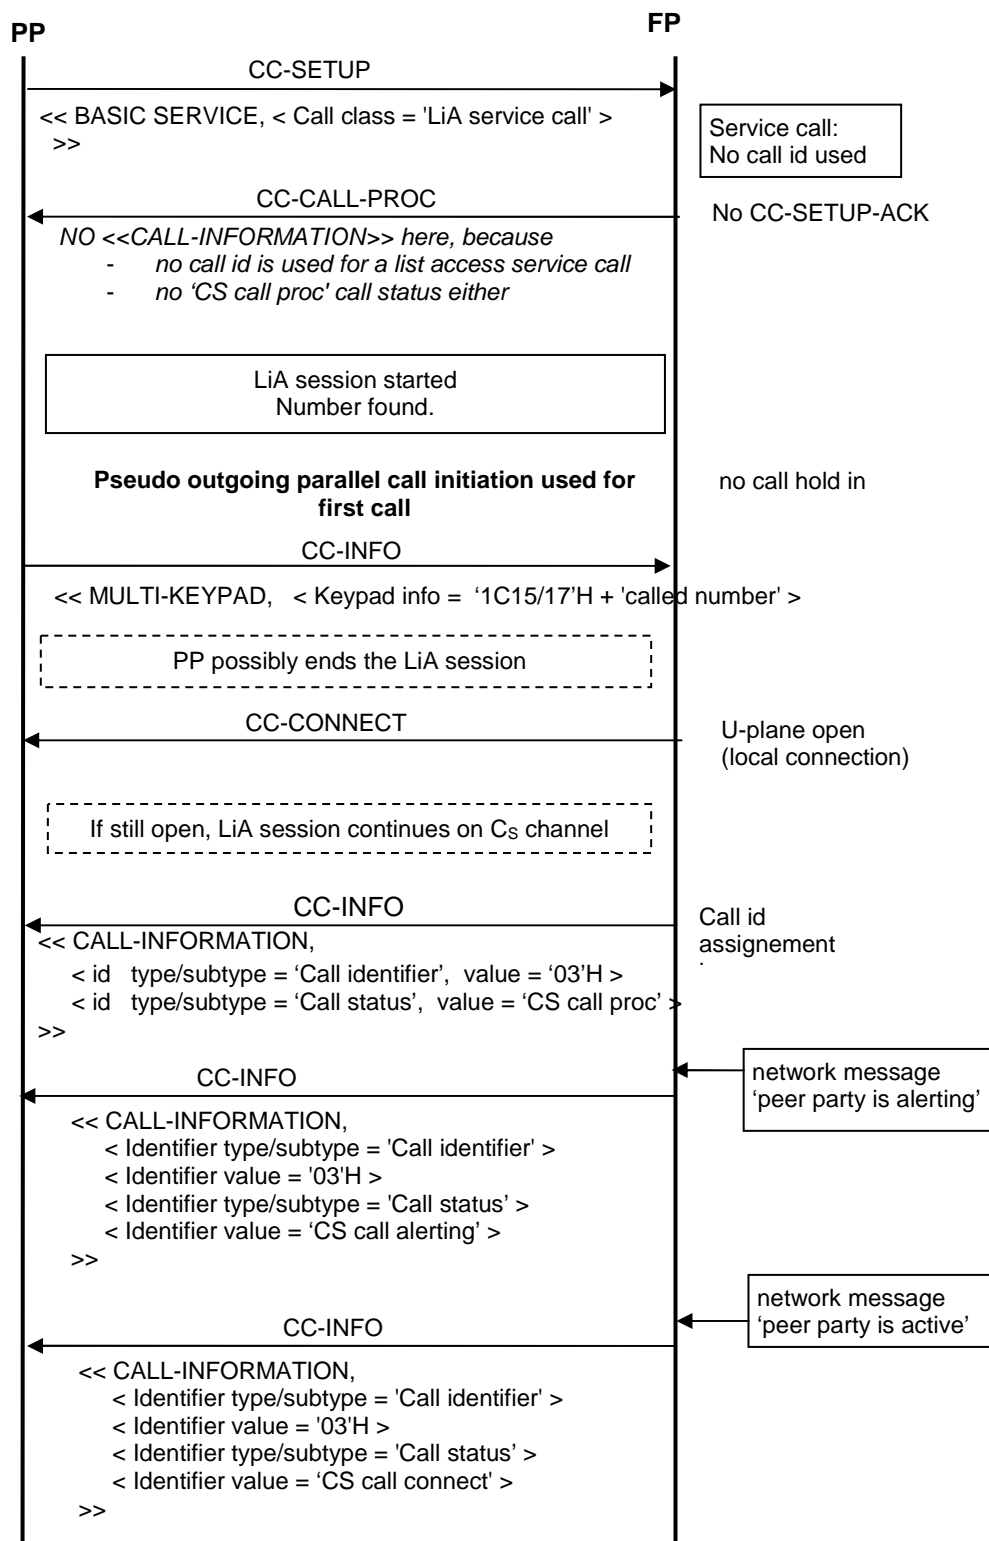 PP
FP
CC-SETUP
<< BASIC SERVICE, < Call class = 'LiA service call' >
>>
Service call:
No call id used
CC-CALL-PROC
No CC-SETUP-ACK
NO <<CALL-INFORMATION>> here, because
- no call id is used for a list access service call
- no ‘CS call proc' call status either
LiA session started
Number found.
Pseudo outgoing parallel call initiation used for
first call
no call hold in
CC-INFO
<< MULTI-KEYPAD, < Keypad info = ‘1C15/17’H + 'called number' >
PP possibly ends the LiA session
CC-CONNECT
U-plane open
(local connection)
If still open, LiA session continues on CS channel
CC-INFO
Call id
assignement
<< CALL-INFORMATION,
< id type/subtype = ‘Call identifier’, value = ‘03’H >
< id type/subtype = ‘Call status’, value = ‘CS call proc’ >
>>
CC-INFO
network message
‘peer party is alerting’
<< CALL-INFORMATION,
< Identifier type/subtype = 'Call identifier' >
< Identifier value = '03'H >
< Identifier type/subtype = 'Call status’ >
< Identifier value = ‘CS call alerting’ >
>>
network message
‘peer party is active’
CC-INFO
<< CALL-INFORMATION,
< Identifier type/subtype = 'Call identifier' >
< Identifier value = '03'H >
< Identifier type/subtype = 'Call status’ >
< Identifier value = ‘CS call connect' >
>>